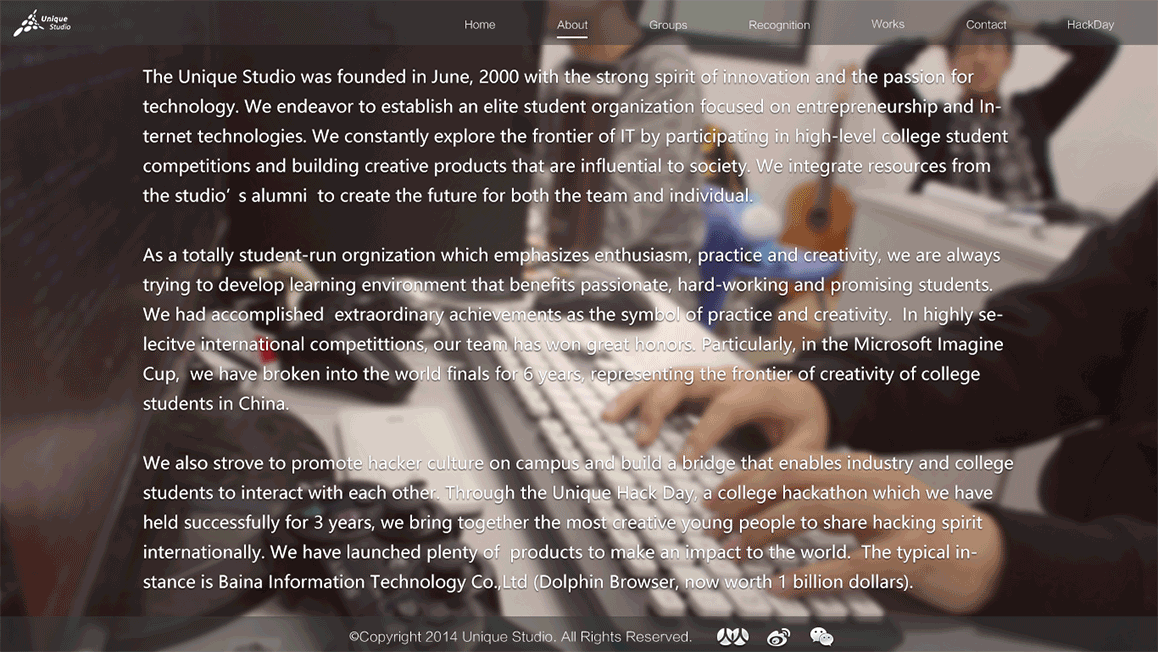 Unique
Studio
Home
About
Groups
Recognition
Works
Contact
HackDay
The Unique Studio was founded in June, 2000 with the strong spirit of innovation and the passion for
technology. We endeavor to establish an elite student organization focused on entrepreneurship and In-
ternet technologies. We constantly explore the frontier of IT by participating in high-level college student
competitions and building creative products that are influential to society. We integrate resources from
the studio’s alumni  to create the future for both the team and individual.
As a totally student-run orgnization which emphasizes enthusiasm, practice and creativity, we are always
trying to develop learning environment that benefits passionate, hard-working and promising students.
We had accomplished  extraordinary achievements as the symbol of practice and creativity.  In highly se-
lecitve international competittions, our team has won great honors. Particularly, in the Microsoft Imagine
Cup,  we have broken into the world finals for 6 years, representing the frontier of creativity of college
students in China.
We also strove to promote hacker culture on campus and build a bridge that enables industry and college
students to interact with each other. Through the Unique Hack Day, a college hackathon which we have
held successfully for 3 years, we bring together the most creative young people to share hacking spirit
internationally. We have launched plenty of  products to make an impact to the world.  The typical in-
stance is Baina Information Technology Co.,Ltd (Dolphin Browser, now worth 1 billion dollars).
©Copyright 2014 Unique Studio. All Rights Reserved.